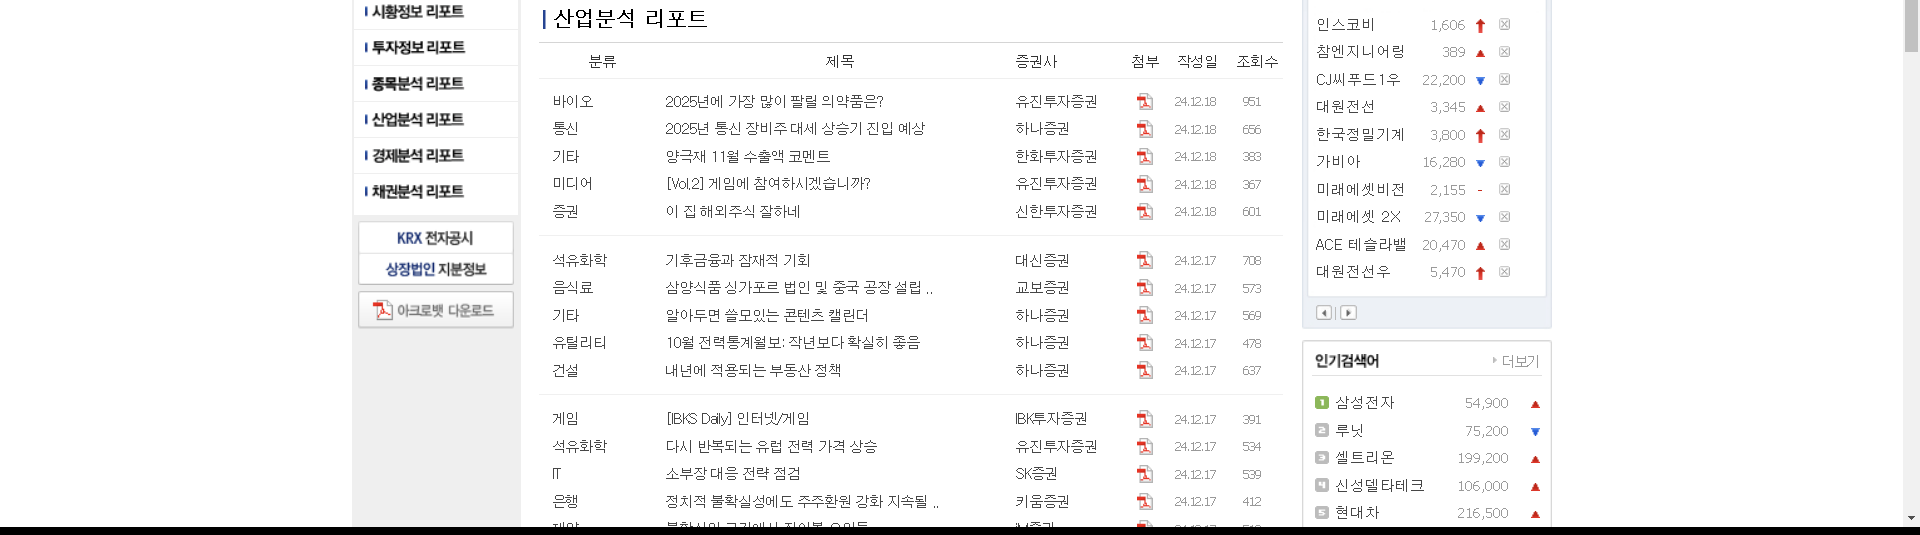 시황정보 리포트
투자정보 리포트
종목분석 리포트
산업분석 리포트
경제분석 리포트
채권분석 리포트
KRX 전자공시
상장법인 지분정보
아크로뱃 다운로드
산업분석 리포트
분류 제목 증권사 첨부 작성일 조회수
바이오 2025년에 가장 많이 팔릴 의약품은? 유진투자증권 24.12.18 951
통신 2025년 통신 장비주 대세 상승기 진입 예상 하나증권 24.12.18 656
기타 양극재 11월 수출액 코멘트 한화투자증권 24.12.18 383
미디어 [Vol.2] 게임에 참여하시겠습니까? 유진투자증권 24.12.18 367
증권 이 집 해외주식 잘하네 신한투자증권 24.12.18 601
석유화학 기후금융과 잠재적 기회 대신증권 24.12.17 708
음식료 삼양식품 싱가포르 법인 및 중국 공장 설립 .. 교보증권 24.12.17 573
기타 알아두면 쓸모있는 콘텐츠 캘린더 하나증권 24.12.17 569
유틸리티 10월 전력통계월보: 작년보다 확실히 좋음 하나증권 24.12.17 478
건설 내년에 적용되는 부동산 정책 하나증권 24.12.17 637
게임 [IBKS Daily] 인터넷/게임 IBK투자증권 24.12.17 391
석유화학 다시 반복되는 유럽 전력 가격 상승 유진투자증권 24.12.17 534
IT 소부장 대응 전략 점검 SK증권 24.12.17 539
은행 정치적 불확실성에도 주주환원 강화 지속될 .. 키움증권 24.12.17 412
인스코비 1,606
참엔지니어링 389
CJ씨푸드1우 22,200
대원전선 3,345
한국정밀기계 3,800
가비아 16,280
미래에셋비전 2,155
미래에셋 2X 27,350
ACE 테슬라밸 20,470
대원전선우 5,470
인기검색어 더보기
1 삼성전자 54,900
2 루닛 75,200
3 셀트리온 199,200
4 신성델타테크 106,000
5 현대차 216,500